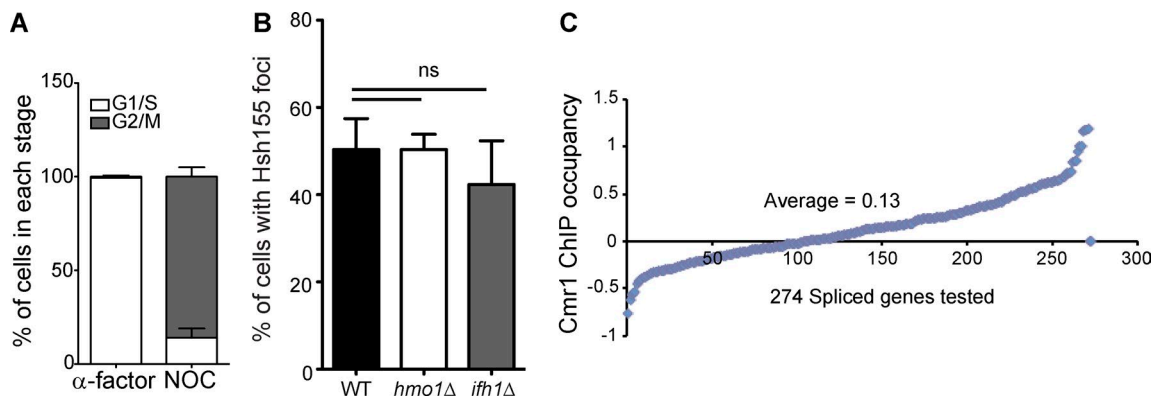 A
% of cells in each stage
150
100
50
0
G1/S
G2/M
α-factor NOC
B
% of cells with Hsh155 foci
80
60
40
20
0
ns
WT hmo1Δ ifh1Δ
C
Cmr1 ChIP occupancy
1.5
1
0.5
0
-0.5
-1
Average = 0.13
50 100 150 200 250 300
274 Spliced genes tested